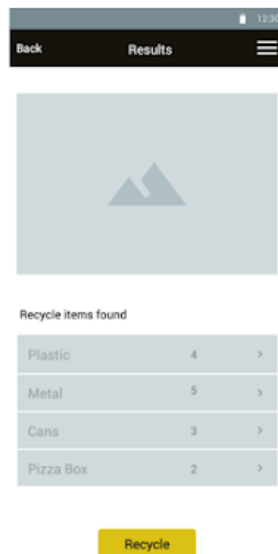 12:30
Back Results
Recycle items found
Plastic 4 >
Metal 5 >
Cans 3 >
Pizza Box 2 >
Recycle